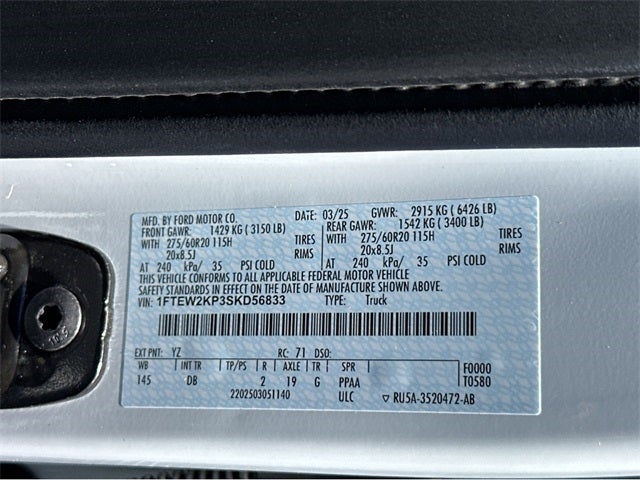 MFD. BY FORD MOTOR CO. DATE: 03/25 GVWR: 2915 KG ( 6426 LB)
FRONT GAWR: 1429 KG ( 3150 LB) REAR GAWR: 1542 KG ( 3400 LB)
WITH 275/60R20 115H TIRES WITH 275/60R20 115H TIRES
20x8.5J RIMS 20x8.5J RIMS
AT 240 kPa/ 35 PSI COLD AT 240 kPa/ 35 PSI COLD
THIS VEHICLE CONFORMS TO ALL APPLICABLE FEDERAL MOTOR VEHICLE
SAFETY STANDARDS IN EFFECT ON THE DATE OF MANUFACTURE SHOWN ABOVE
VIN: 1FTEW2KP3SKD56833 TYPE: Truck
EXT PNT: YZ RC: 71 DSO:
WB INT TR TP/PS R AXLE TR SPR F0000
145 DB 2 19 G PPAA T0580
2202503051140 ULC ▽ RU5A-3520472-AB